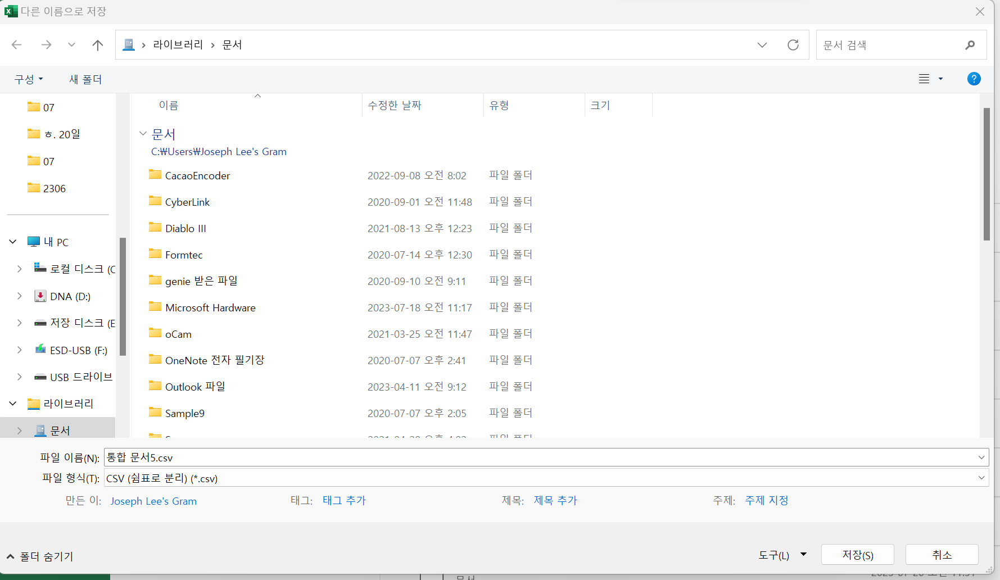 다른 이름으로 저장
라이브러리 > 문서
문서 검색
구성
새 폴더
07
ㅎ. 20일
07
2306
내 PC
로컬 디스크 (C
DNA (D:)
저장 디스크 (E
ESD-USB (F:)
USB 드라이브
라이브러리
문서
이름 수정한 날짜 유형 크기
문서
C:₩Users₩Joseph Lee's Gram
CacaoEncoder 2022-09-08 오전 8:02 파일 폴더
CyberLink 2020-09-01 오전 11:48 파일 폴더
Diablo III 2021-08-13 오후 12:23 파일 폴더
Formtec 2020-07-14 오후 12:30 파일 폴더
genie 받은 파일 2020-09-10 오전 9:11 파일 폴더
Microsoft Hardware 2023-07-18 오전 11:17 파일 폴더
oCam 2021-03-25 오전 11:47 파일 폴더
OneNote 전자 필기장 2020-07-07 오후 2:41 파일 폴더
Outlook 파일 2023-04-11 오전 9:12 파일 폴더
Sample9 2020-07-07 오후 2:05 파일 폴더
파일 이름(N): 통합 문서5.csv
파일 형식(T): CSV (쉼표로 분리) (*.csv)
만든 이: Joseph Lee's Gram 태그: 태그 추가 제목: 제목 추가 주제: 주제 지정
폴더 숨기기
도구(L) 저장(S) 취소